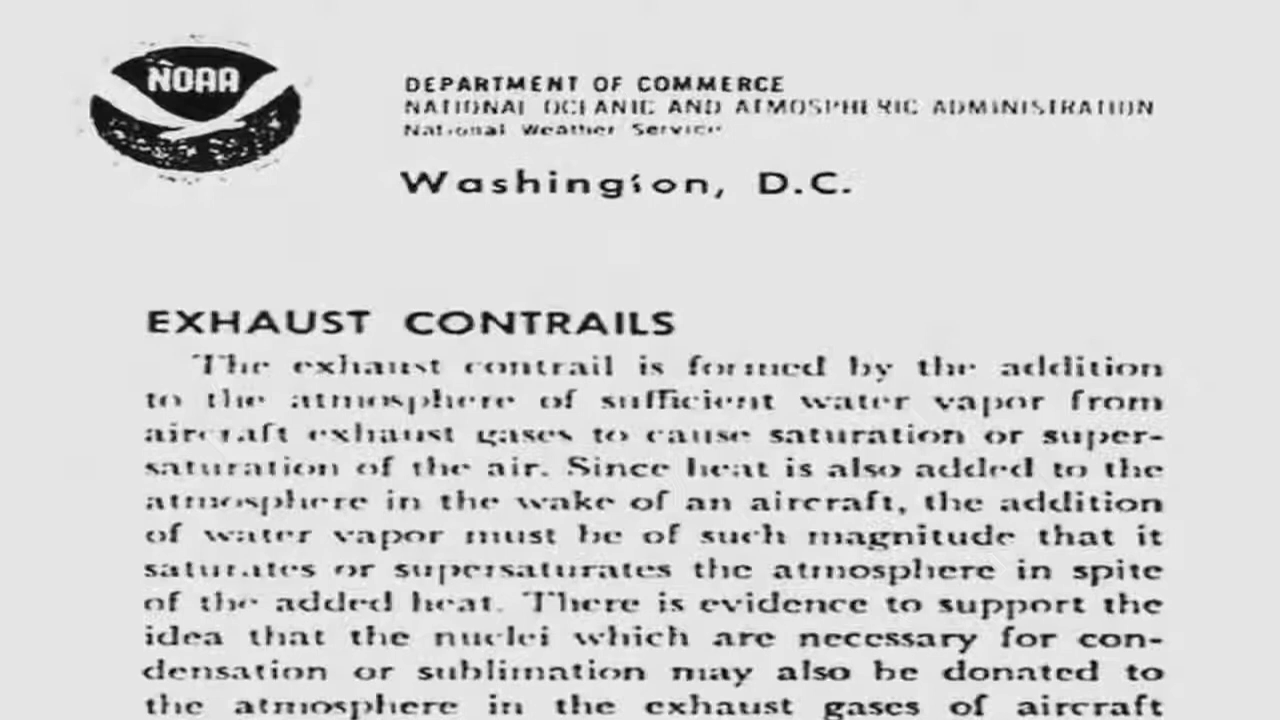 NOAA
DEPARTMENT OF COMMERCE
NATIONAL OCEANIC AND ATMOSPHERIC ADMINISTRATION
National Weather Service
Washington, D.C.
EXHAUST CONTRAILS
The exhaust contrail is formed by the addition
to the atmosphere of sufficient water vapor from
aircraft exhaust gases to cause saturation or super-
saturation of the air. Since heat is also added to the
atmosphere in the wake of an aircraft, the addition
of water vapor must be of such magnitude that it
saturates or supersaturates the atmosphere in spite
of the added heat. There is evidence to support the
idea that the nuclei which are necessary for con-
densation or sublimation may also be donated to
the atmosphere in the exhaust gases of aircraft